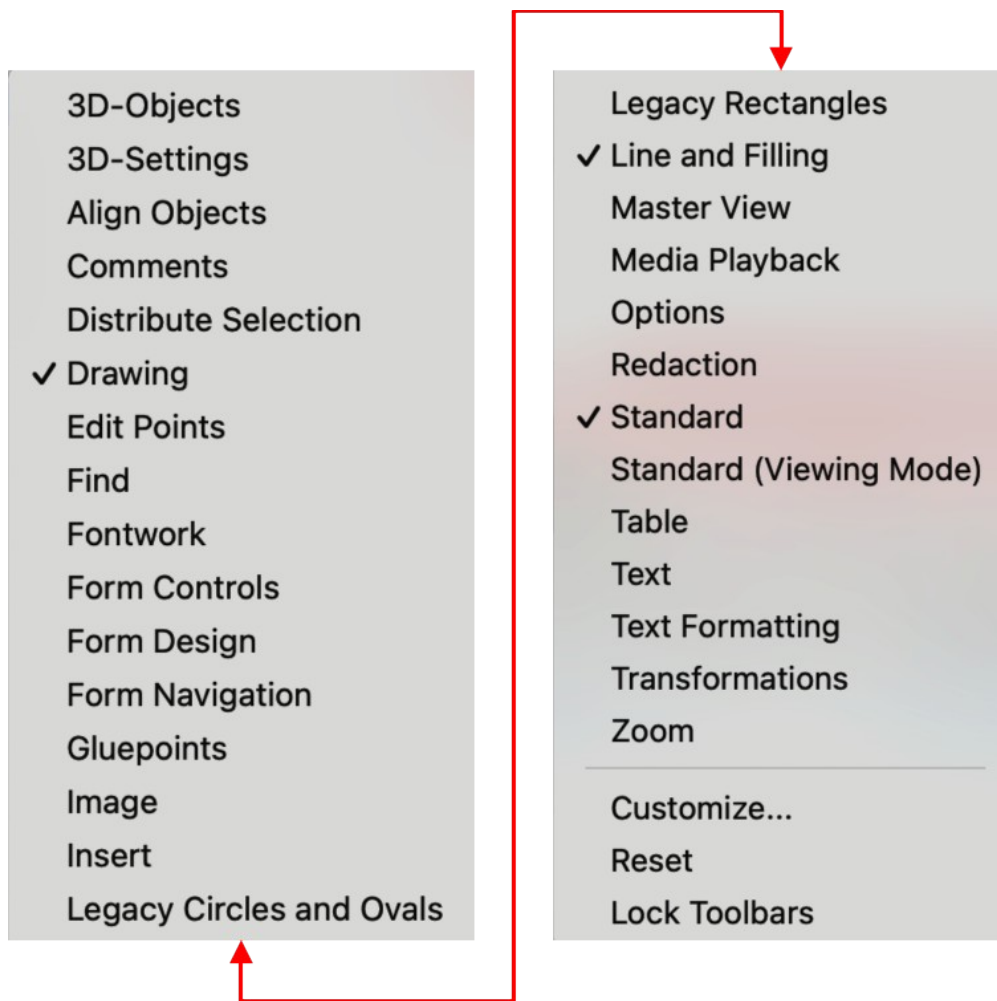 3D-Objects
3D-Settings
Align Objects
Comments
Distribute Selection
✓ Drawing
Edit Points
Find
Fontwork
Form Controls
Form Design
Form Navigation
Gluepoints
Image
Insert
Legacy Circles and Ovals
Legacy Rectangles
✓ Line and Filling
Master View
Media Playback
Options
Redaction
✓ Standard
Standard (Viewing Mode)
Table
Text
Text Formatting
Transformations
Zoom
Customize...
Reset
Lock Toolbars